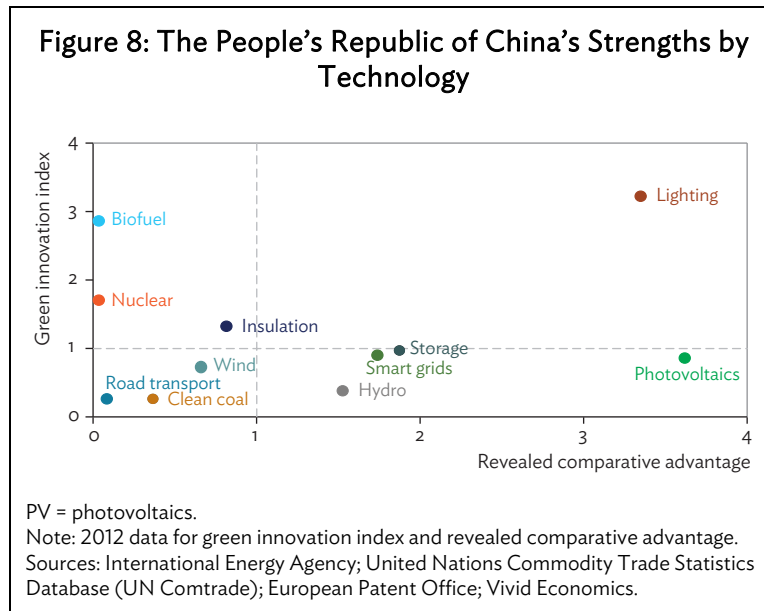 Figure 8: The People’s Republic of China’s Strengths by
Technology
Green innovation index
4
3
2
1
0
Lighting
Biofuel
Nuclear
Insulation
Storage
Smart grids
Wind
Photovoltaics
Road transport
Clean coal
Hydro
0 1 2 3 4
Revealed comparative advantage
PV = photovoltaics.
Note: 2012 data for green innovation index and revealed comparative advantage.
Sources: International Energy Agency; United Nations Commodity Trade Statistics
Database (UN Comtrade); European Patent Office; Vivid Economics.